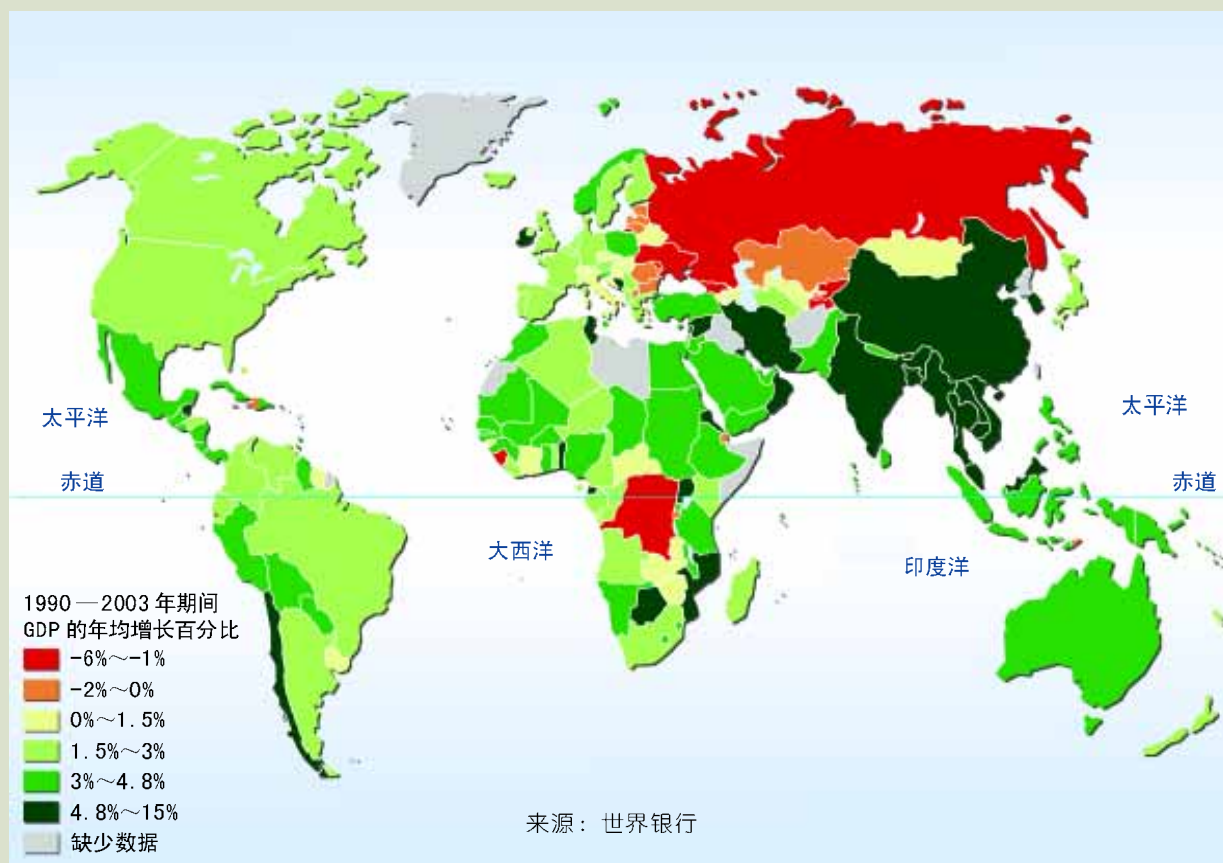 太平洋
太平洋
赤道
赤道
大西洋
印度洋
1990—2003年期间
GDP的年均增长百分比
-6%～-1%
-2%～0%
0%～1.5%
1.5%～3%
3%～4.8%
4.8%～15%
缺少数据
来源：世界银行